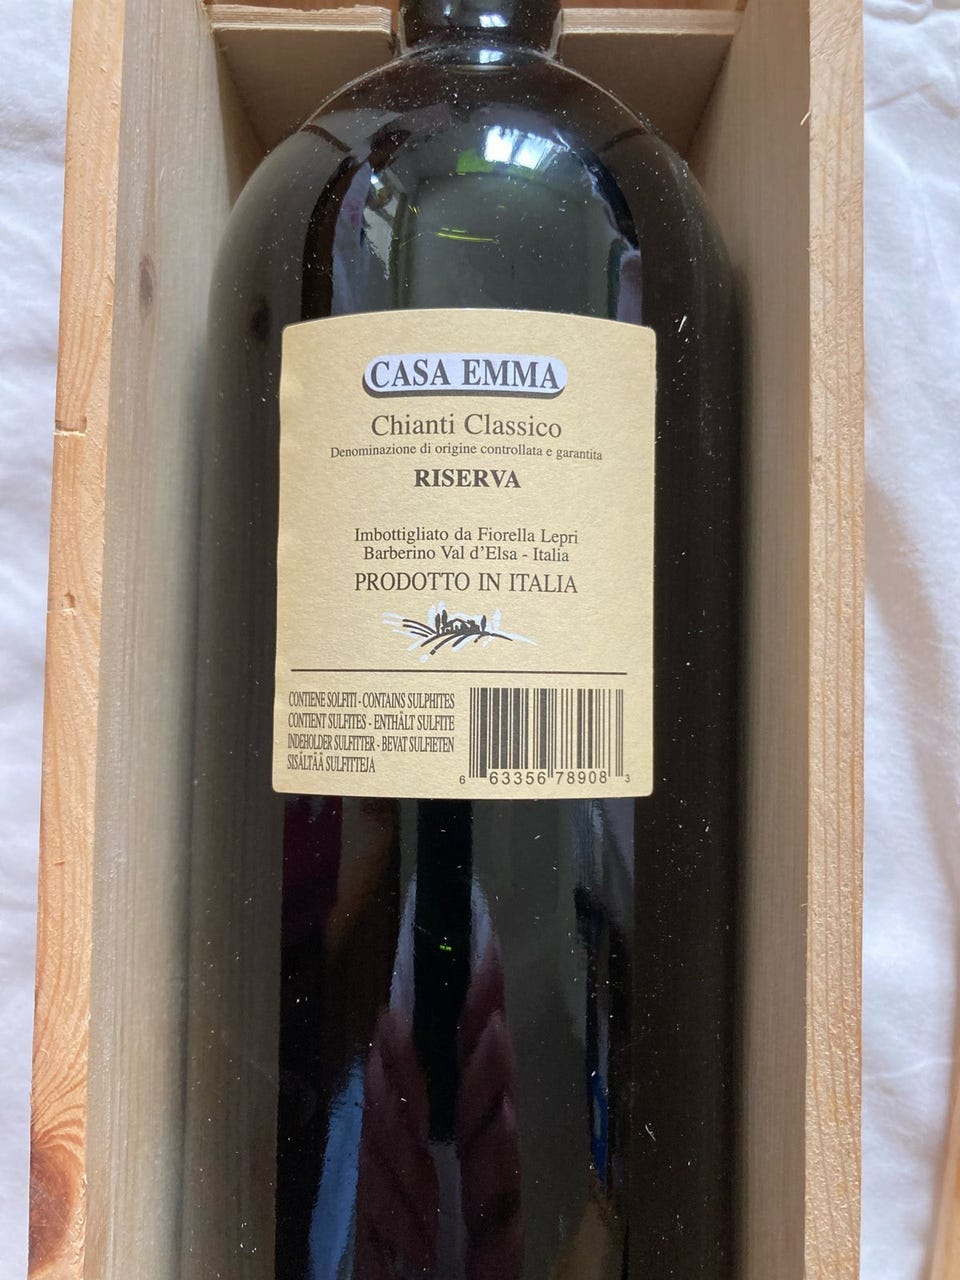 CASA EMMA
Chianti Classico
Denominazione di origine controllata e garantita
RISERVA
Imbottigliato da Fiorella Lepri
Barberino Val d'Elsa - Italia
PRODOTTO IN ITALIA
CONTIENE SOLFITI - CONTAINS SULPHITES
CONTIENT SULFITES - ENTHÄLT SULFITE
INDEHOLDER SULFITTER - BEVAT SULFIETEN
SISÄLTÄÄ SULFITTEJA
6 63356 78908 3